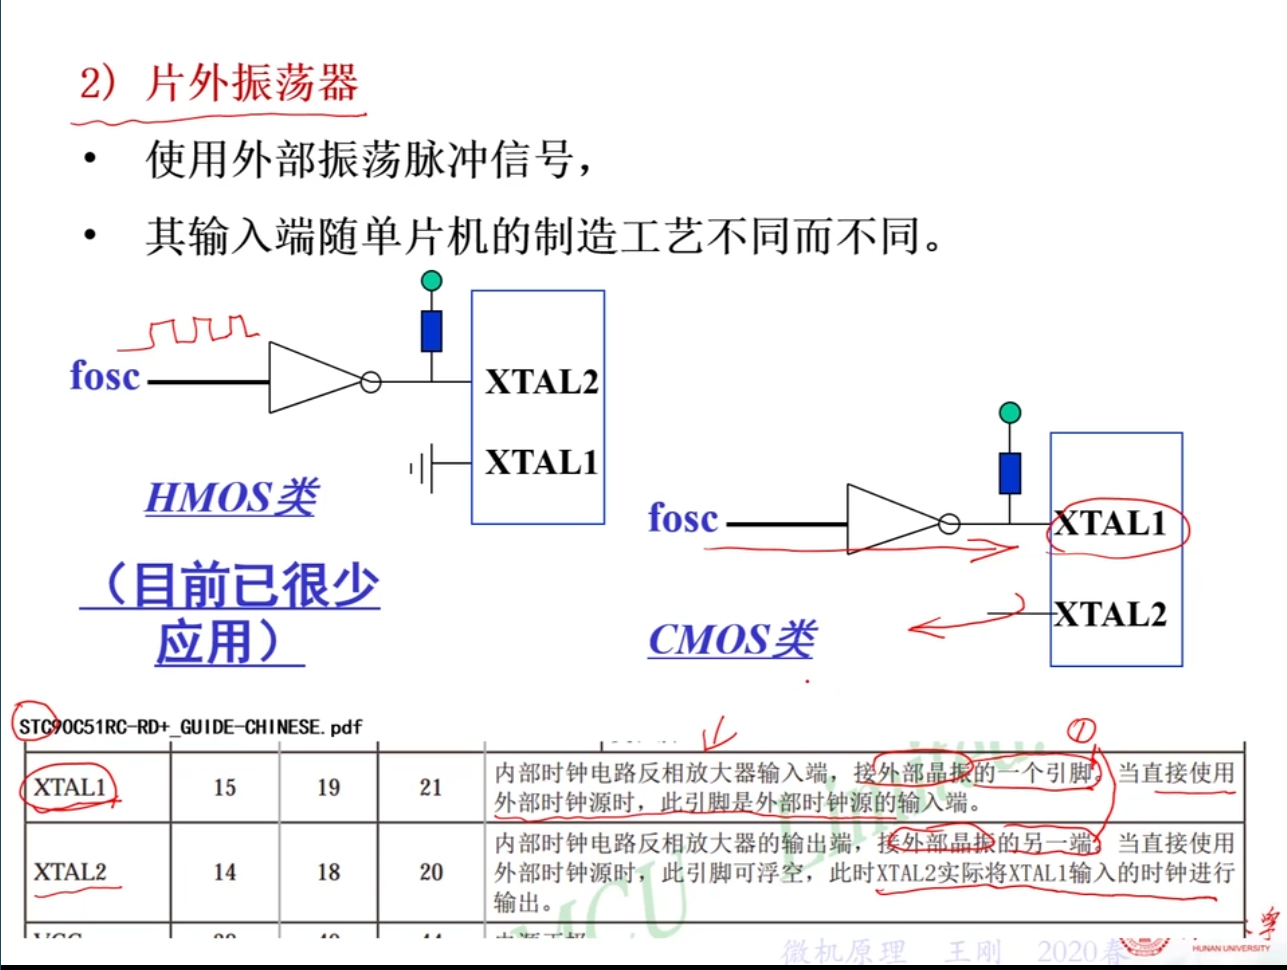 2) 片外振荡器
• 使用外部振荡脉冲信号，
• 其输入端随单片机的制造工艺不同而不同。
fosc
XTAL2
XTAL1
HMOS类
（目前已很少
应用）
fosc
XTAL1
XTAL2
CMOS类
STC90C51RC-RD+_GUIDE-CHINESE.pdf
①
XTAL1 15 19 21 内部时钟电路反相放大器输入端，接外部晶振的一个引脚。当直接使用
外部时钟源时，此引脚是外部时钟源的输入端。
XTAL2 14 18 20 内部时钟电路反相放大器的输出端，接外部晶振的另一端。当直接使用
外部时钟源时，此引脚可浮空，此时XTAL2实际将XTAL1输入的时钟进行
输出。
MCU Limited.
微机原理 王刚 2020春
HUNAN UNIVERSITY